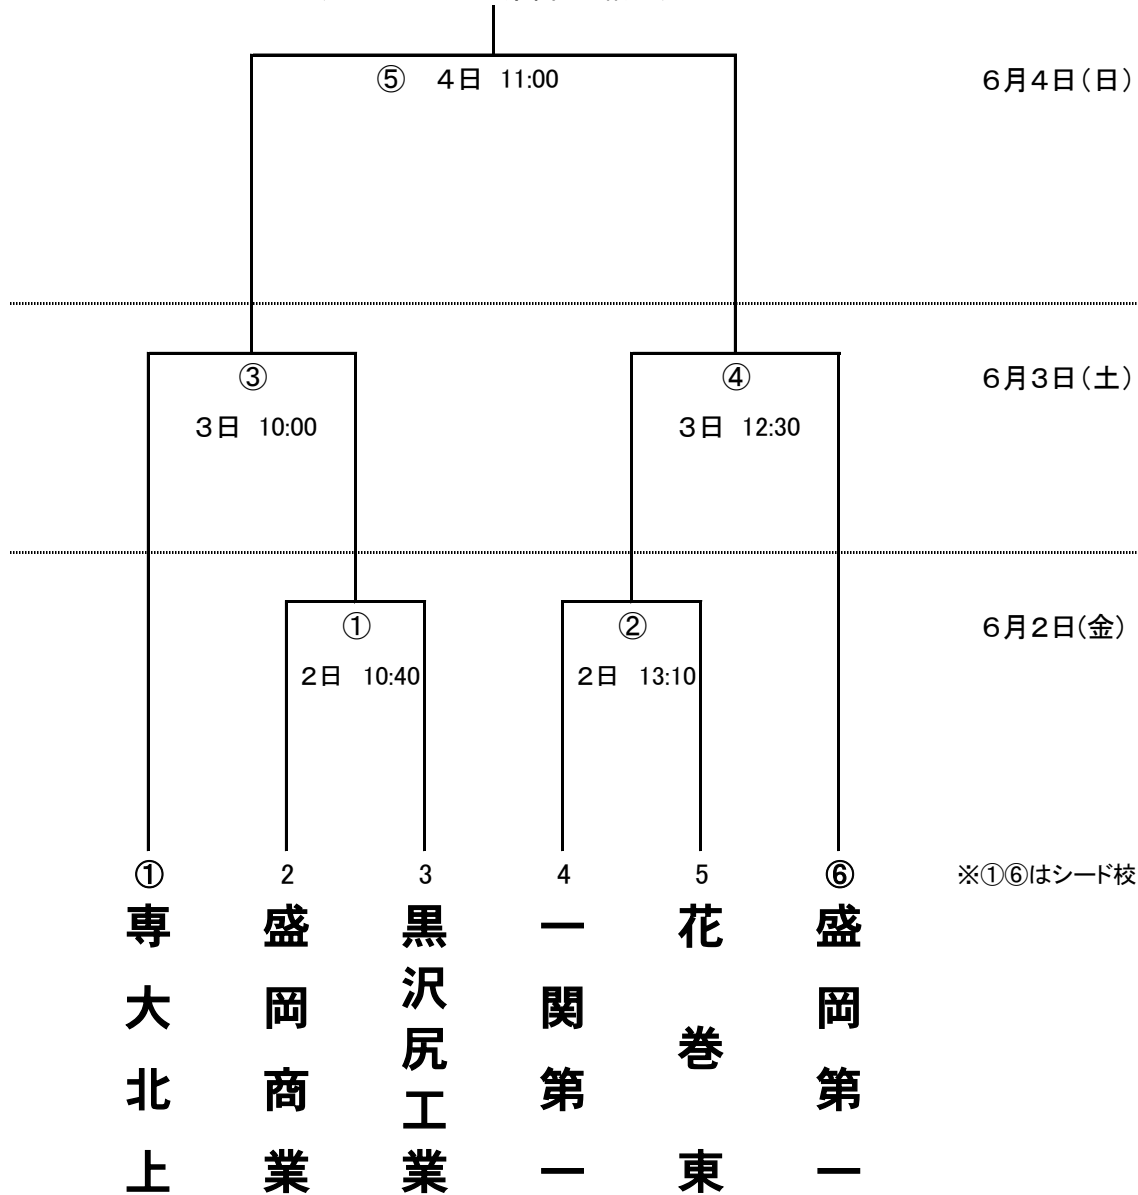 ⑤ 4日 11:00
6月4日(日)
③
④
6月3日(土)
3日 10:00
3日 12:30
①
②
6月2日(金)
2日 10:40
2日 13:10
①
2
3
4
5
⑥
※①⑥はシード校
専大北上
盛岡商業
黒沢尻工業
一関第一
花巻東
盛岡第一